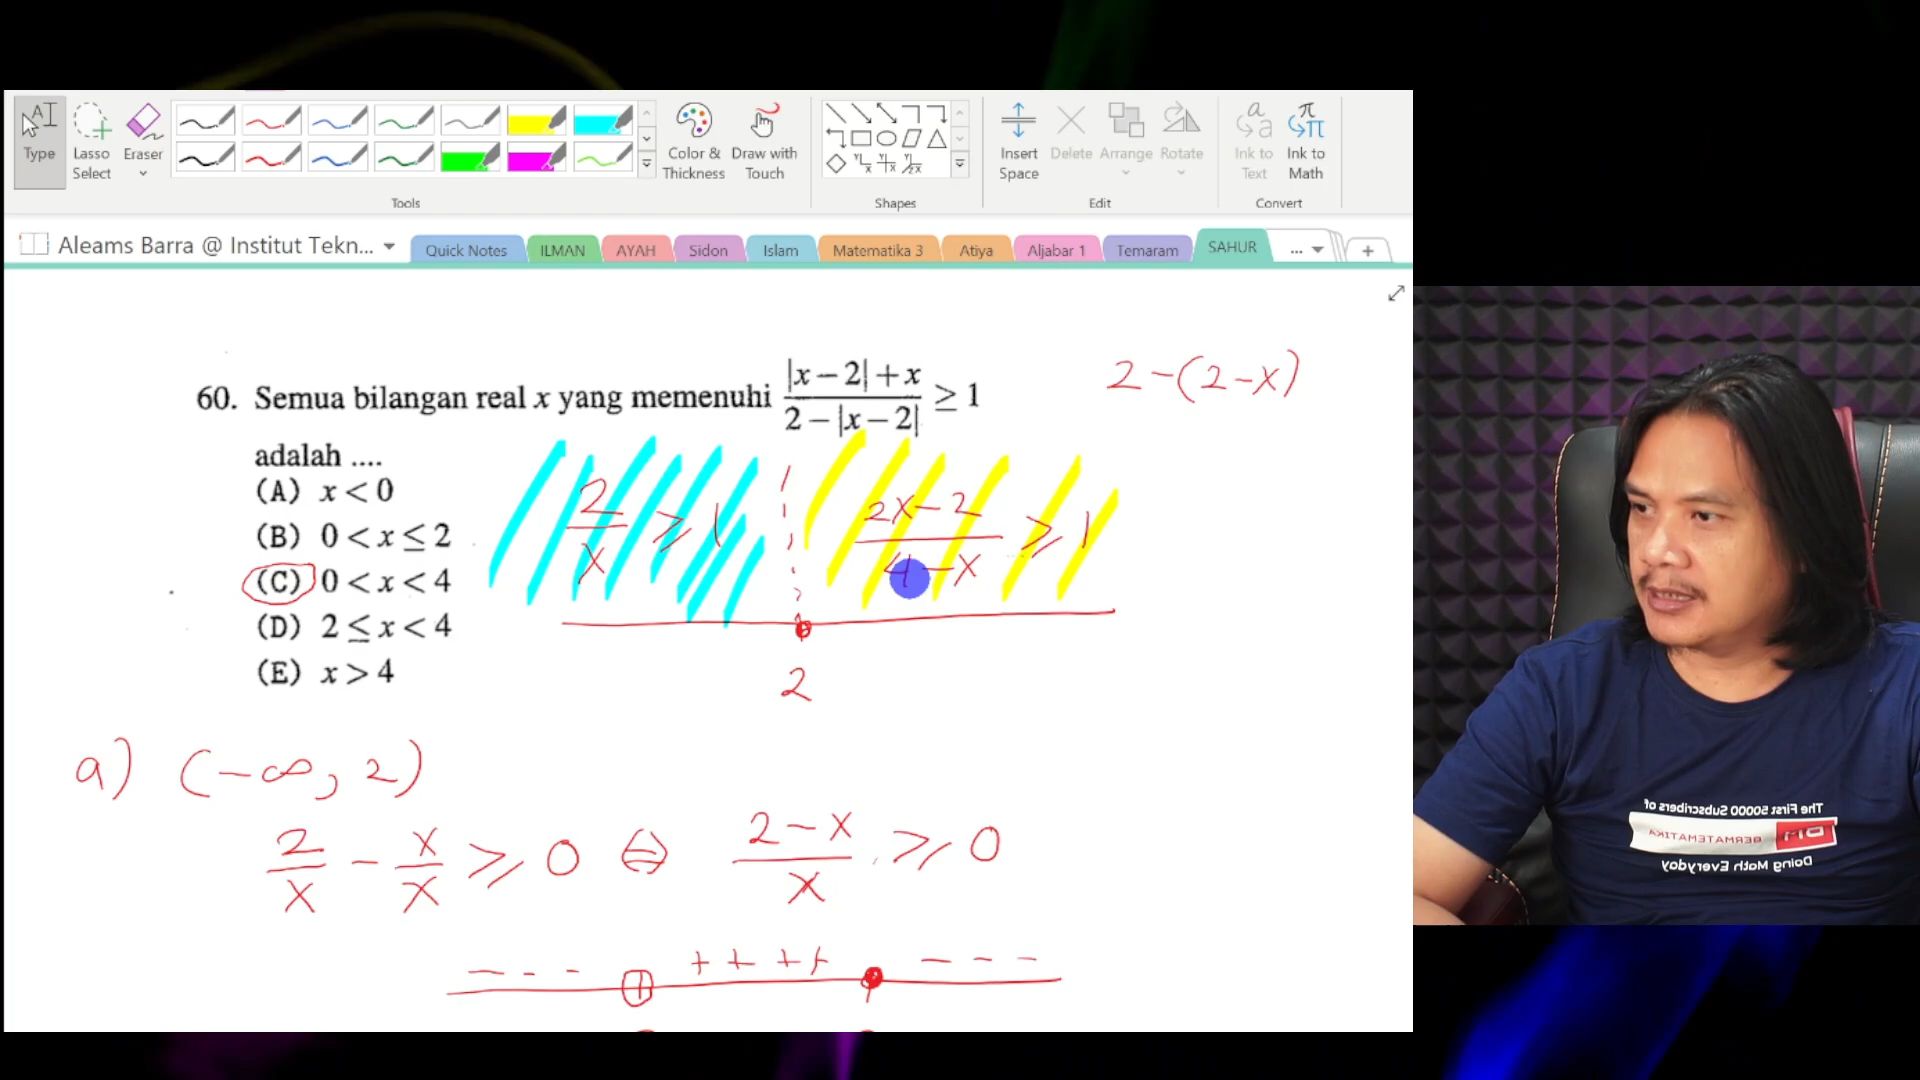 Type
Lasso Select
Eraser
Color & Thickness
Draw with Touch
Insert Space
Delete
Arrange
Rotate
Ink to Text
Ink to Math
Tools
Shapes
Edit
Convert
Aleams Barra @ Institut Tekn...
Quick Notes
ILMAN
AYAH
Sidon
Islam
Matematika 3
Atiya
Aljabar 1
Temaram
SAHUR
...
60. Semua bilangan real x yang memenuhi (|x − 2| + x)/(2 − |x − 2|) ≥ 1
2-(2-x)
adalah ....
(A) x < 0
(B) 0 < x ≤ 2
(C) 0 < x < 4
(D) 2 ≤ x < 4
(E) x > 4
2/x ≥ 1
(2x-2)/(4-x) ≥ 1
2
a) (-∞, 2)
2/x - x/x ≥ 0 ⇔ (2-x)/x ≥ 0
--- ++++ ---
The First 50000 Subscribers of
BERMATEMATIKA
Doing Math Everyday